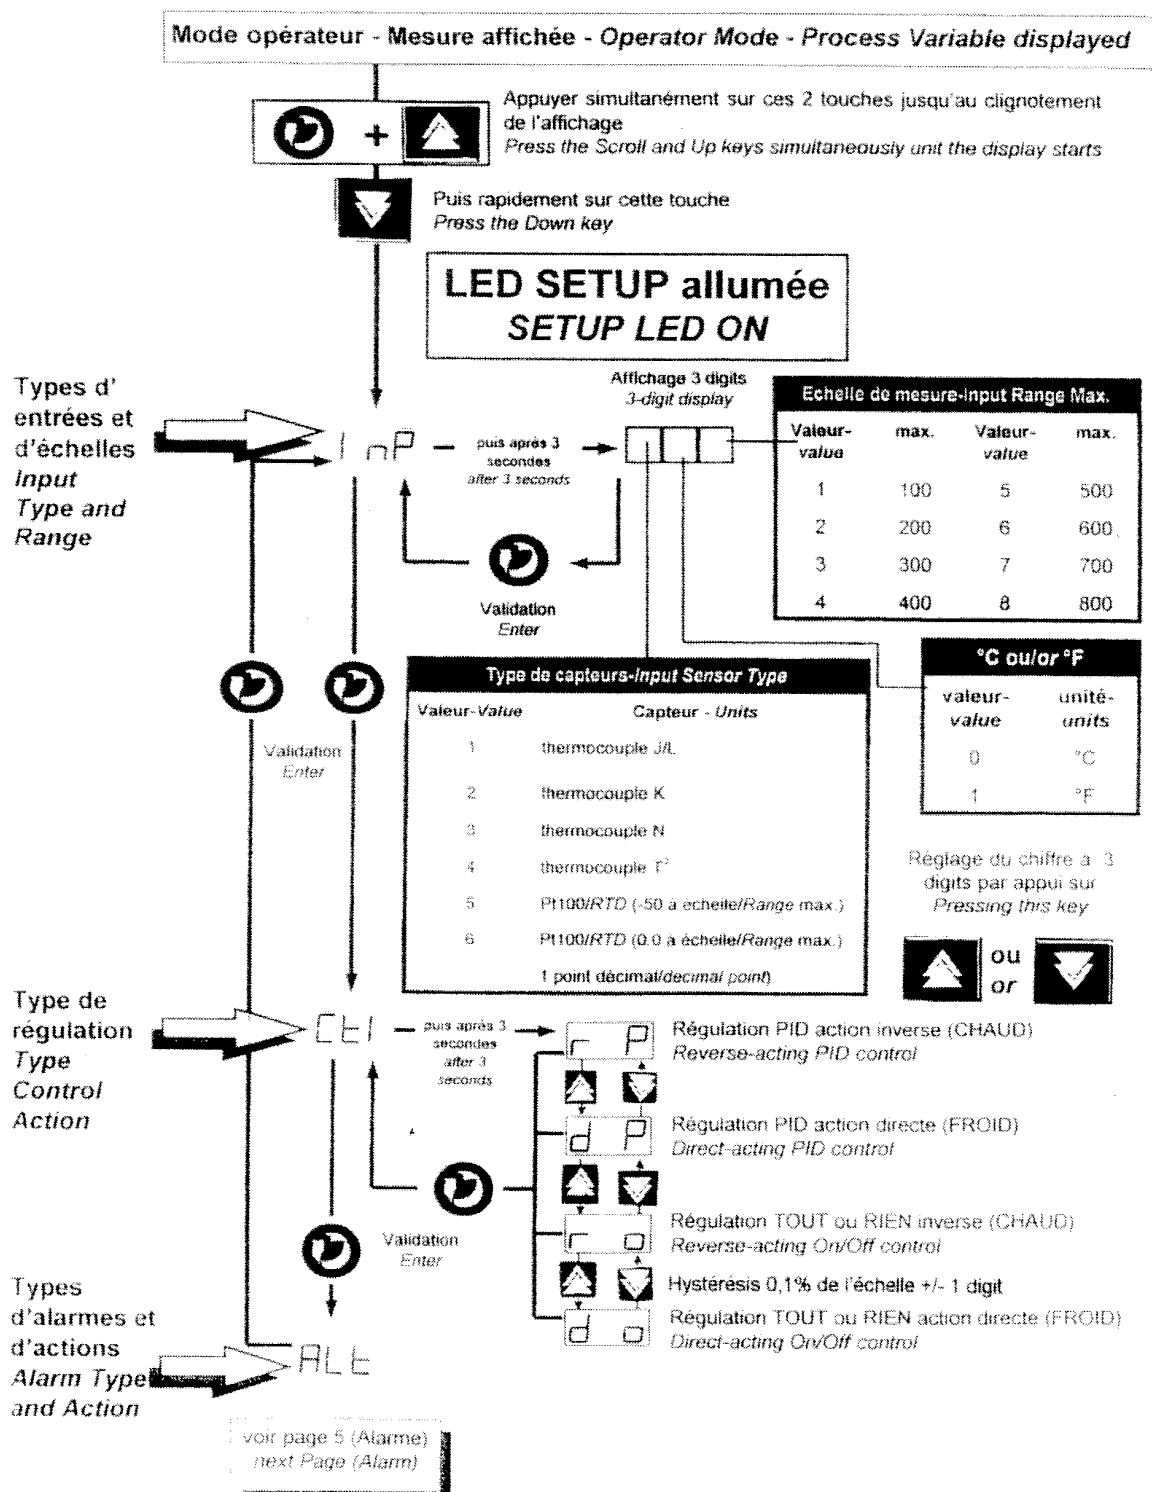 Mode opérateur - Mesure affichée - Operator Mode - Process Variable displayed
Appuyer simultanément sur ces 2 touches jusqu'au clignotement
de l'affichage
Press the Scroll and Up keys simultaneously unit the display starts
+
Puis rapidement sur cette touche
Press the Down key
LED SETUP allumée
SETUP LED ON
Types d'
entrées et
d'échelles
Input
Type and
Range
InP
puis après 3
secondes
after 3 seconds
Affichage 3 digits
3-digit display
Validation
Enter
Echelle de mesure-Input Range Max.
Valeur-value max. Valeur-value max.
1 100 5 500
2 200 6 600
3 300 7 700
4 400 8 800
Validation
Enter
Type de capteurs-Input Sensor Type
Valeur-Value Capteur - Units
1 thermocouple J/L
2 thermocouple K
3 thermocouple N
4 thermocouple T²
5 Pt100/RTD (-50 à échelle/Range max.)
6 Pt100/RTD (0.0 à échelle/Range max.)
1 point décimal/decimal point)
°C ou/or °F
valeur-value unité-units
0 °C
1 °F
Réglage du chiffre à 3
digits par appui sur
Pressing this key
ou
or
Type de
régulation
Type
Control
Action
Ctl
puis après 3
secondes
after 3
seconds
r P
Régulation PID action inverse (CHAUD)
Reverse-acting PID control
d P
Régulation PID action directe (FROID)
Direct-acting PID control
r o
Régulation TOUT ou RIEN inverse (CHAUD)
Reverse-acting On/Off control
Hystérésis 0,1% de l'échelle +/- 1 digit
d o
Régulation TOUT ou RIEN action directe (FROID)
Direct-acting On/Off control
Validation
Enter
Types
d'alarmes et
d'actions
Alarm Type
and Action
ALt
voir page 5 (Alarme)
next Page (Alarm)